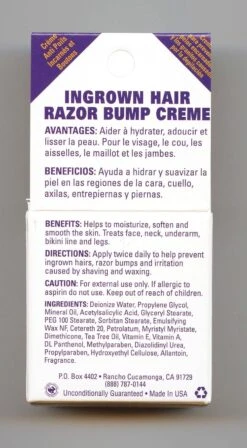 Crème
Anti Poils
Incarnés et
Boutons
INGROWN HAIR
RAZOR BUMP CREME
AVANTAGES: Aider à hydrater, adoucir et
lisser la peau. Pour le visage, le cou, les
aisselles, le maillot et les jambes.
BENEFICIOS: Ayuda a hidrar y suavizar la
piel en las regiones de la cara, cuello,
axilas, entrepiernas y piernas.
BENEFITS: Helps to moisturize, soften and
smooth the skin. Treats face, neck, underarm,
bikini line and legs.
DIRECTIONS: Apply twice daily to help prevent
ingrown hairs, razor bumps and irritation
caused by shaving and waxing.
CAUTION: For external use only. If allergic to
aspirin do not use. Keep out of reach of children.
INGREDIENTS: Deionize Water, Propylene Glycol,
Mineral Oil, Acetylsalicylic Acid, Glyceryl Stearate,
PEG 100 Stearate, Sorbitan Stearate, Emulsifying
Wax NF, Cetereth 20, Petrolatum, Myristyl Myristate,
Dimethicone, Tea Tree Oil, Vitamin E, Vitamin A,
DL Panthenol, Methylparaben, Diazolidinyl Urea,
Propylparaben, Hydroxyethyl Cellulose, Allantoin,
Fragrance.
P.O. Box 4402 • Rancho Cucamonga, CA 91729
(888) 787-0144
Unconditionally Guaranteed • Made In USA